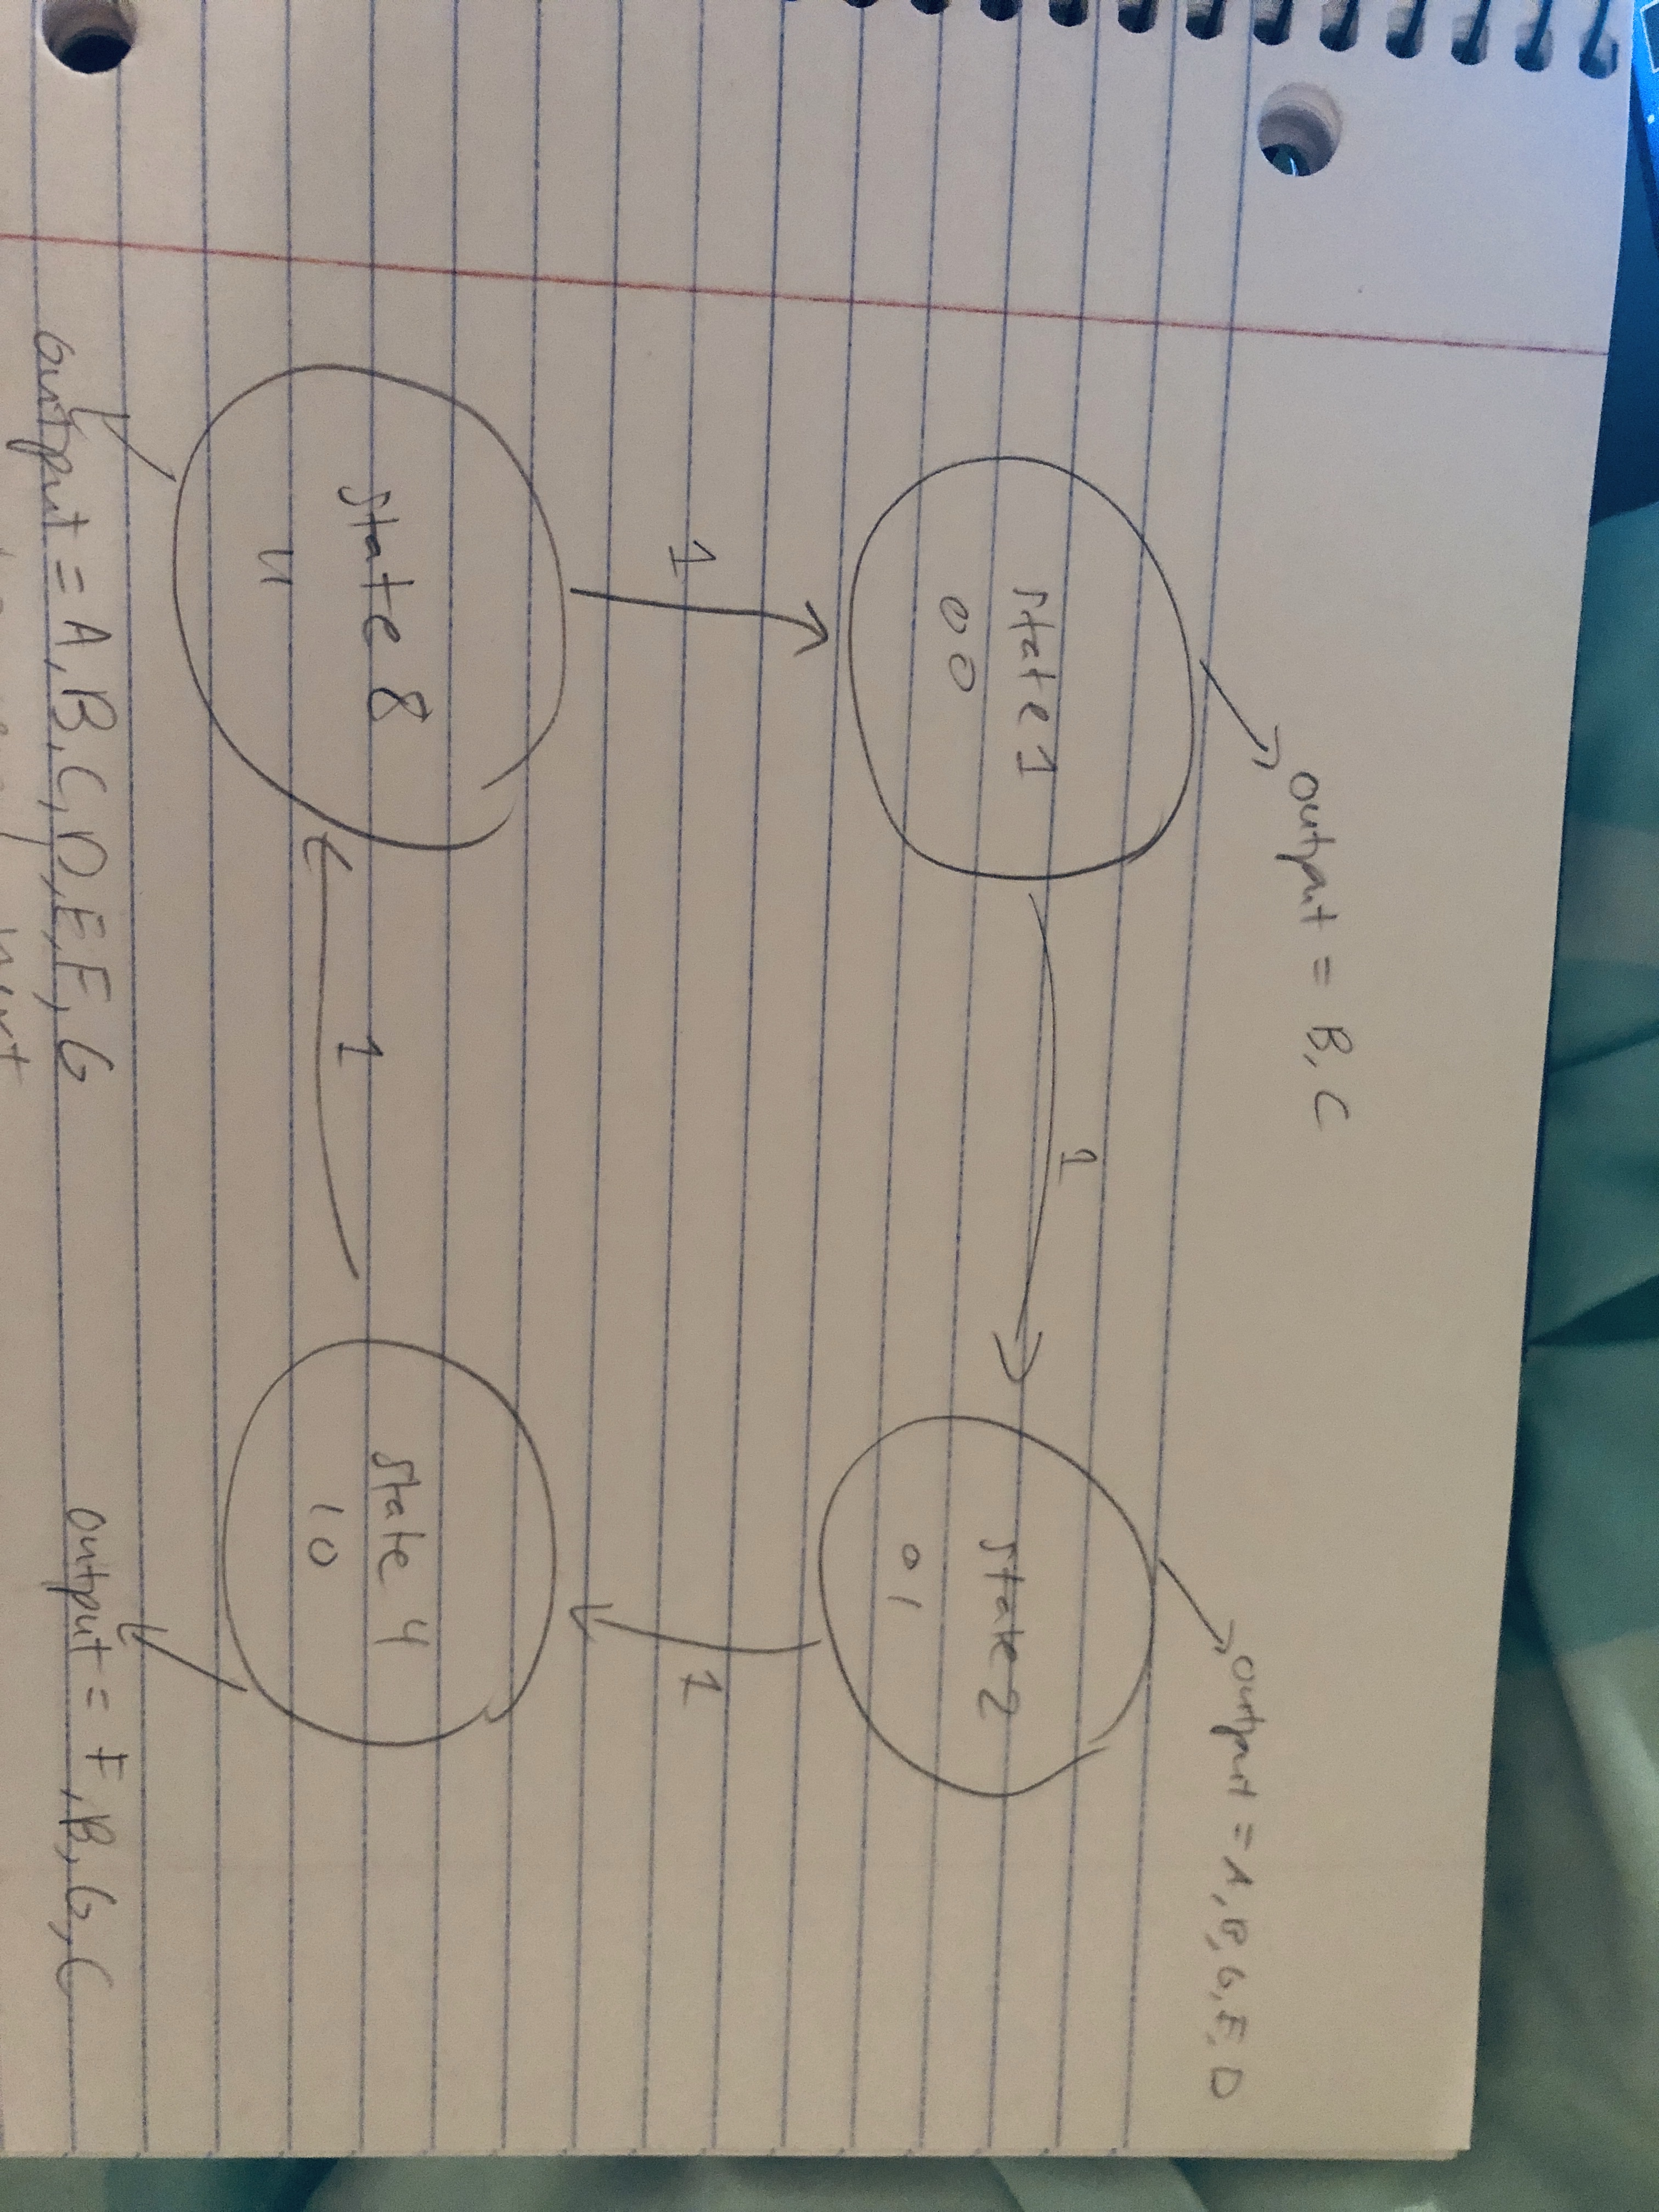 output = B, C
output = A, B, G, E, D
1
state 1
00
state 2
01
1
1
state 8
11
1
state 4
10
output = A, B, C, D, E, F, G
output = F, B, G, C